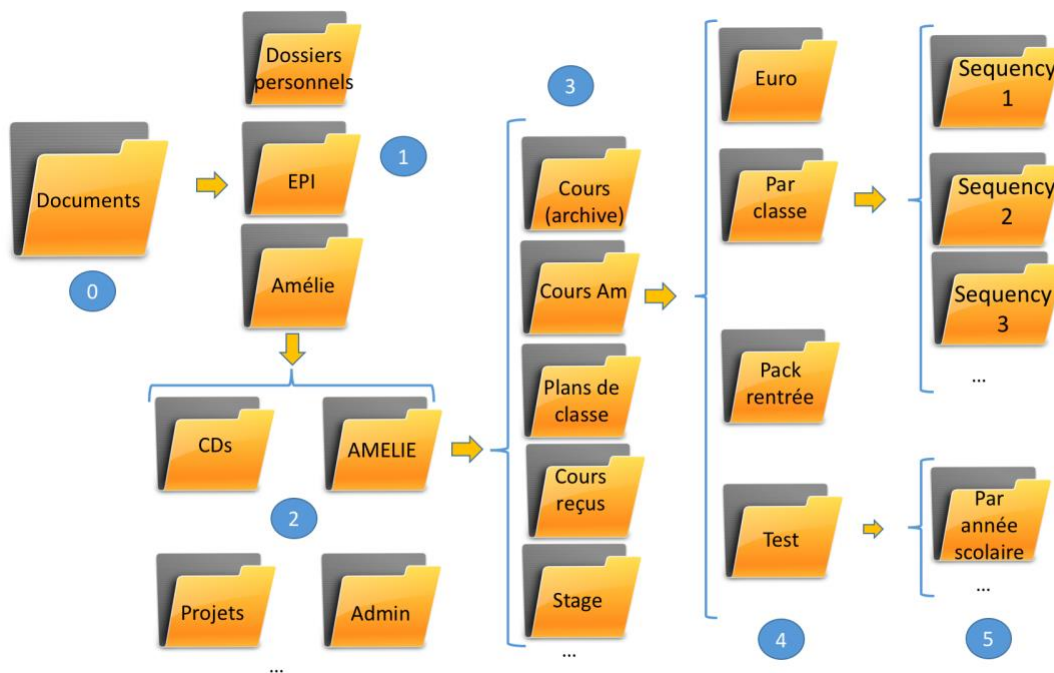 Dossiers
personnels
Documents
0
EPI
1
Amélie
CDs
AMELIE
2
Projets
Admin
...
3
Cours
(archive)
Cours Am
Plans de
classe
Cours
reçus
Stage
...
Euro
Par
classe
Pack
rentrée
Test
4
Sequency
1
Sequency
2
Sequency
3
...
Par
année
scolaire
...
5